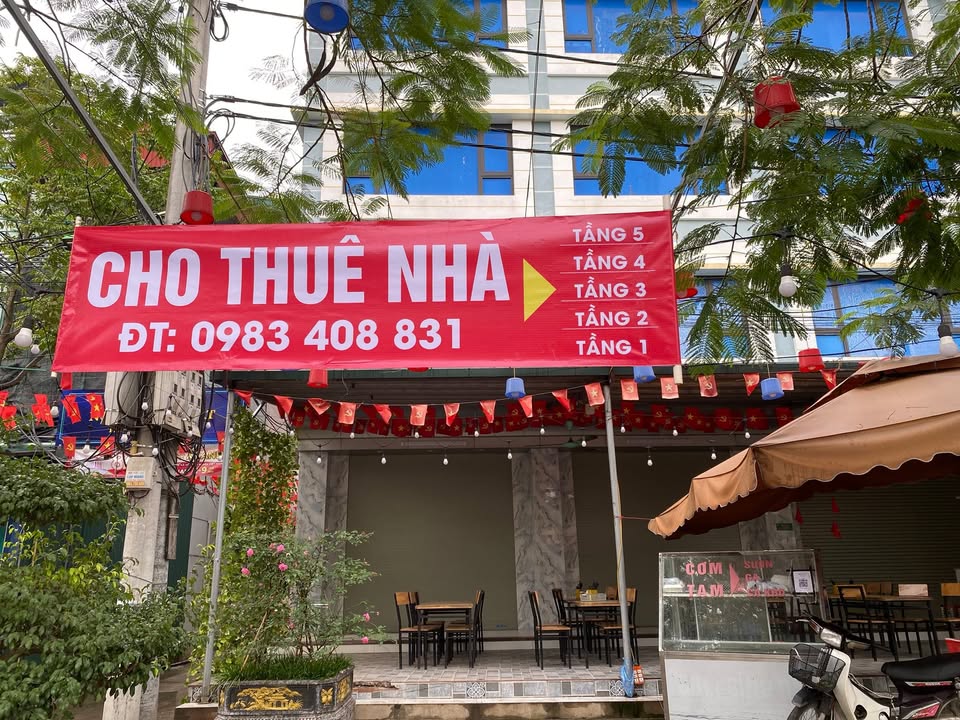 CHO THUÊ NHÀ
ĐT: 0983 408 831
TẦNG 5
TẦNG 4
TẦNG 3
TẦNG 2
TẦNG 1
CƠM
TẤM
SƯỜN